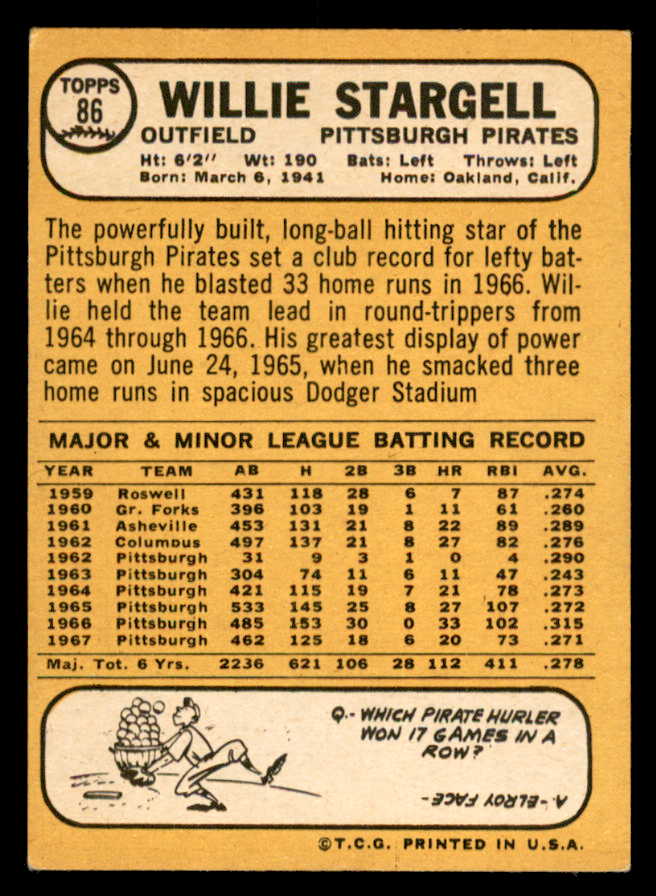 TOPPS
86
WILLIE STARGELL
OUTFIELD PITTSBURGH PIRATES
Ht: 6'2" Wt: 190 Bats: Left Throws: Left
Born: March 6, 1941 Home: Oakland, Calif.
The powerfully built, long-ball hitting star of the
Pittsburgh Pirates set a club record for lefty bat-
ters when he blasted 33 home runs in 1966. Wil-
lie held the team lead in round-trippers from
1964 through 1966. His greatest display of power
came on June 24, 1965, when he smacked three
home runs in spacious Dodger Stadium
MAJOR & MINOR LEAGUE BATTING RECORD
YEAR TEAM AB H 2B 3B HR RBI AVG.
1959 Roswell 431 118 28 6 7 87 .274
1960 Gr. Forks 396 103 19 1 11 61 .260
1961 Asheville 453 131 21 8 22 89 .289
1962 Columbus 497 137 21 8 27 82 .276
1962 Pittsburgh 31 9 3 1 0 4 .290
1963 Pittsburgh 304 74 11 6 11 47 .243
1964 Pittsburgh 421 115 19 7 21 78 .273
1965 Pittsburgh 533 145 25 8 27 107 .272
1966 Pittsburgh 485 153 30 0 33 102 .315
1967 Pittsburgh 462 125 18 6 20 73 .271
Maj. Tot. 6 Yrs. 2236 621 106 28 112 411 .278
Q.- WHICH PIRATE HURLER
WON 17 GAMES IN A
ROW?
A.-ELROY FACE-
©T.C.G. PRINTED IN U.S.A.